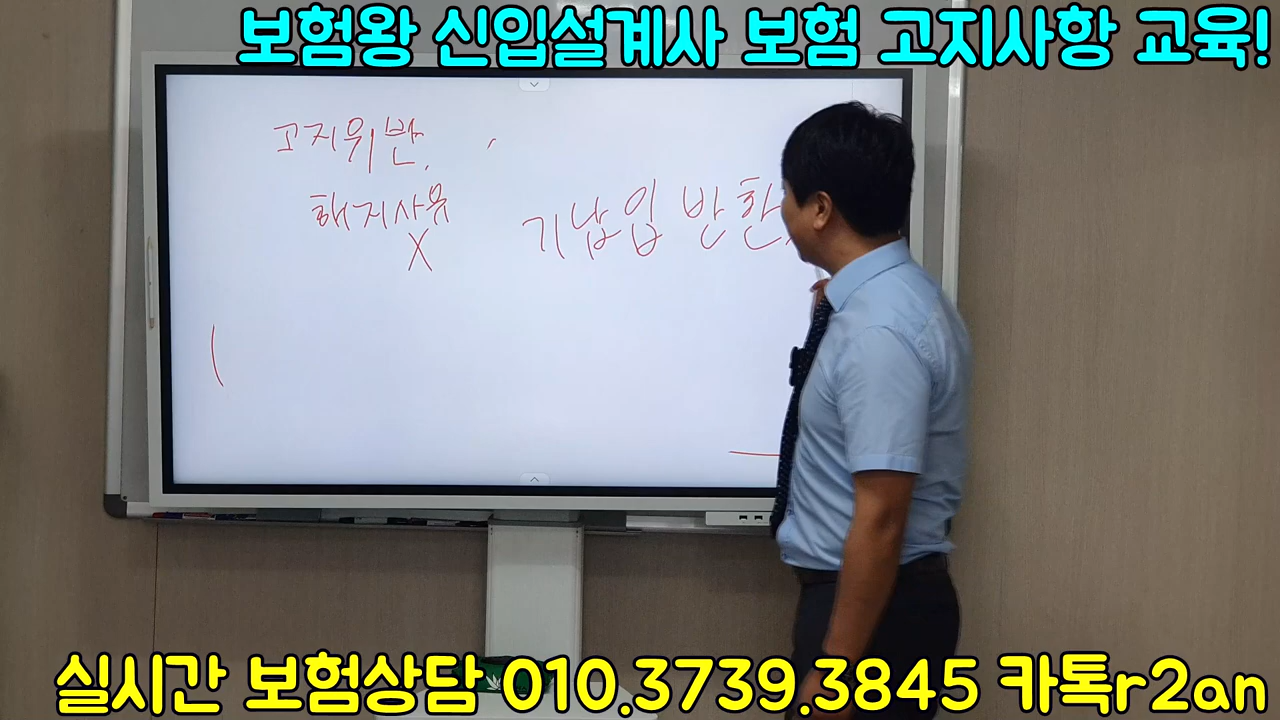 보험왕 신입설계사 보험 고지사항 교육!
고지위반,
해지사유
X
기납입 반환.
실시간 보험상담 010.3739.3845 카톡r2an